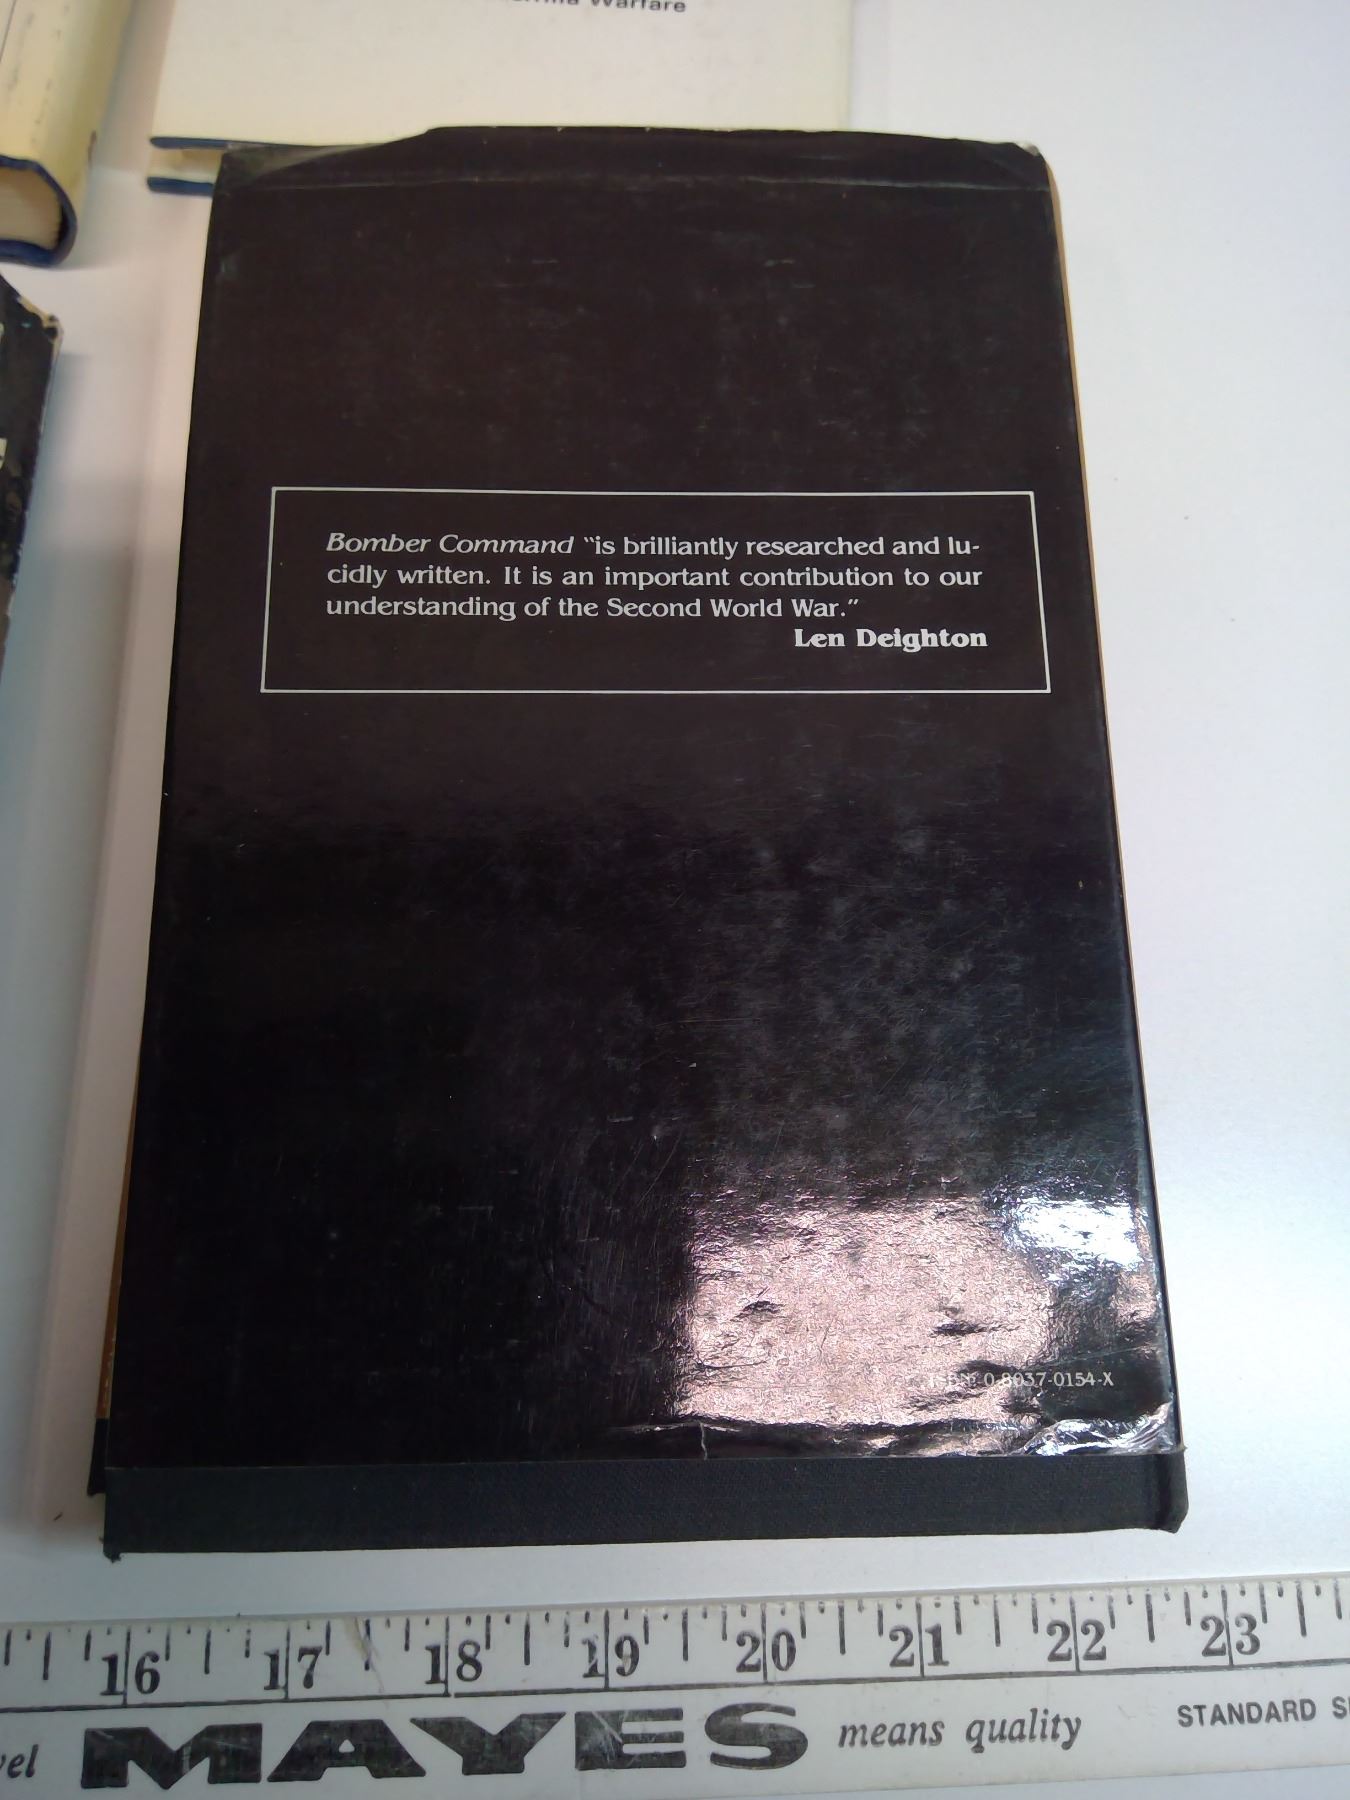 Warfare
Bomber Command "is brilliantly researched and lu-
cidly written. It is an important contribution to our
understanding of the Second World War."
Len Deighton
ISBN: 0-8037-0154-X
16 17 18 19 20 21 22 23
MAYES means quality STANDARD